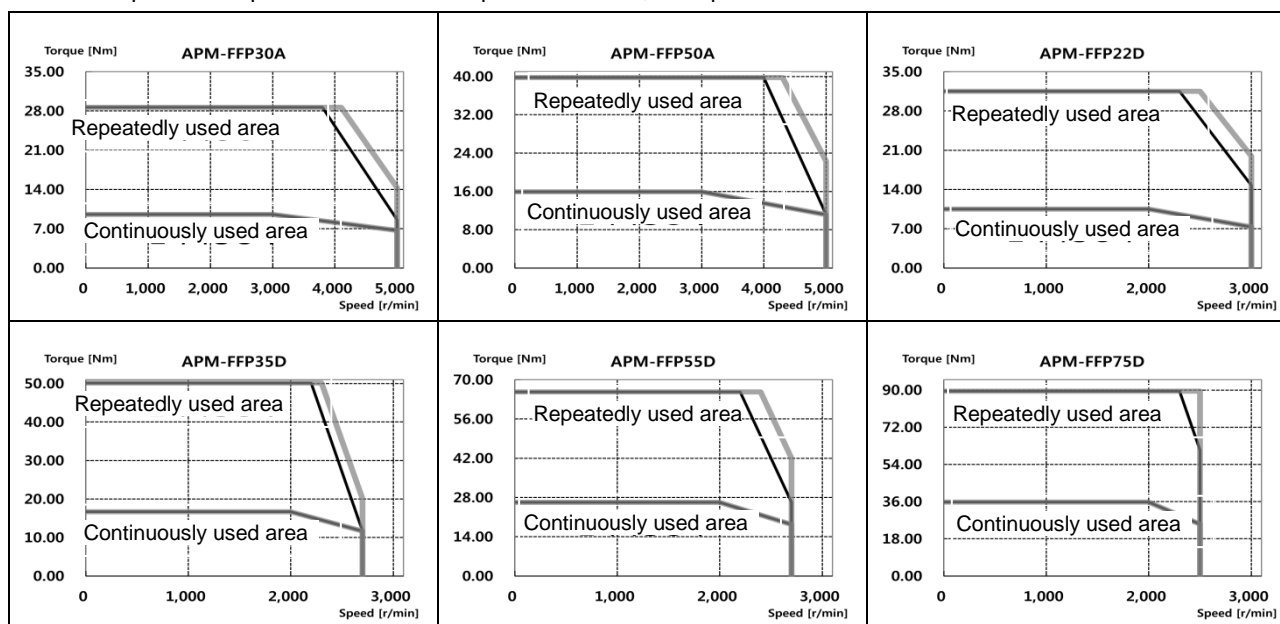 Torque [Nm] APM-FFP30A
35.00
28.00
Repeatedly used area
21.00
14.00
7.00
Continuously used area
0.00
0 1,000 2,000 3,000 4,000 5,000
Speed [r/min]
Torque [Nm] APM-FFP50A
40.00
Repeatedly used area
32.00
24.00
16.00
Continuously used area
8.00
0.00
0 1,000 2,000 3,000 4,000 5,000
Speed [r/min]
Torque [Nm] APM-FFP22D
35.00
28.00
Repeatedly used area
21.00
14.00
7.00
Continuously used area
0.00
0 1,000 2,000 3,000
Speed [r/min]
Torque [Nm] APM-FFP35D
50.00
Repeatedly used area
40.00
30.00
20.00
Continuously used area
10.00
0.00
0 1,000 2,000 3,000
Speed [r/min]
Torque [Nm] APM-FFP55D
70.00
Repeatedly used area
56.00
42.00
28.00
Continuously used area
14.00
0.00
0 1,000 2,000 3,000
Speed [r/min]
Torque [Nm] APM-FFP75D
90.00
Repeatedly used area
72.00
54.00
36.00
Continuously used area
18.00
0.00
0 1,000 2,000 3,000
Speed [r/min]